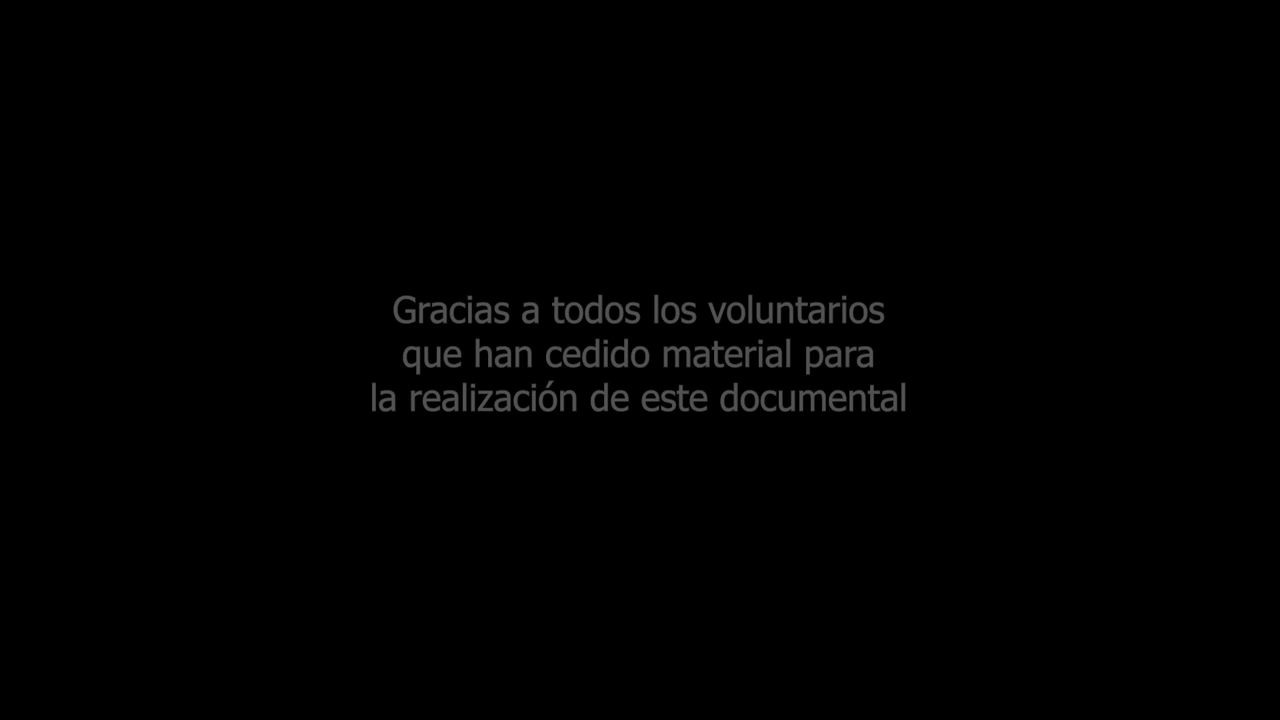 Gracias a todos los voluntarios
que han cedido material para
la realización de este documental